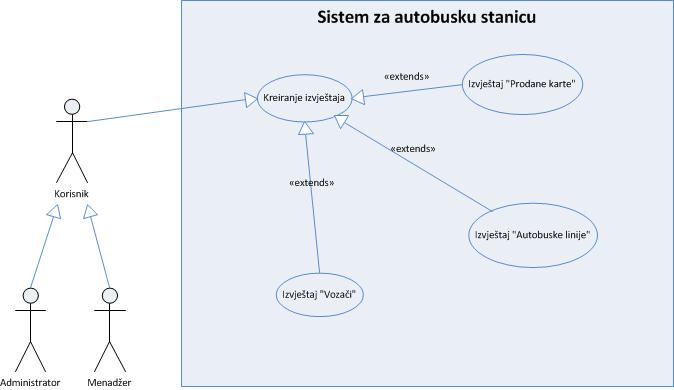 Sistem za autobusku stanicu
«extends»
Izvještaj "Prodane karte"
Kreiranje izvještaja
«extends»
«extends»
Korisnik
Izvještaj "Autobuske linije"
Izvještaj "Vozači"
Administrator
Menadžer